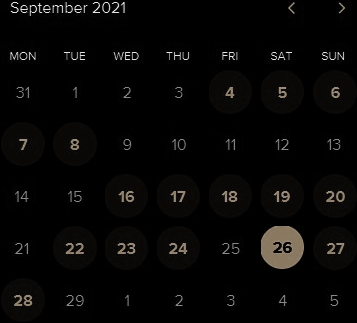 September 2021 < >
MON TUE WED THU FRI SAT SUN
31 1 2 3 4 5 6
7 8 9 10 11 12 13
14 15 16 17 18 19 20
21 22 23 24 25 26 27
28 29 1 2 3 4 5